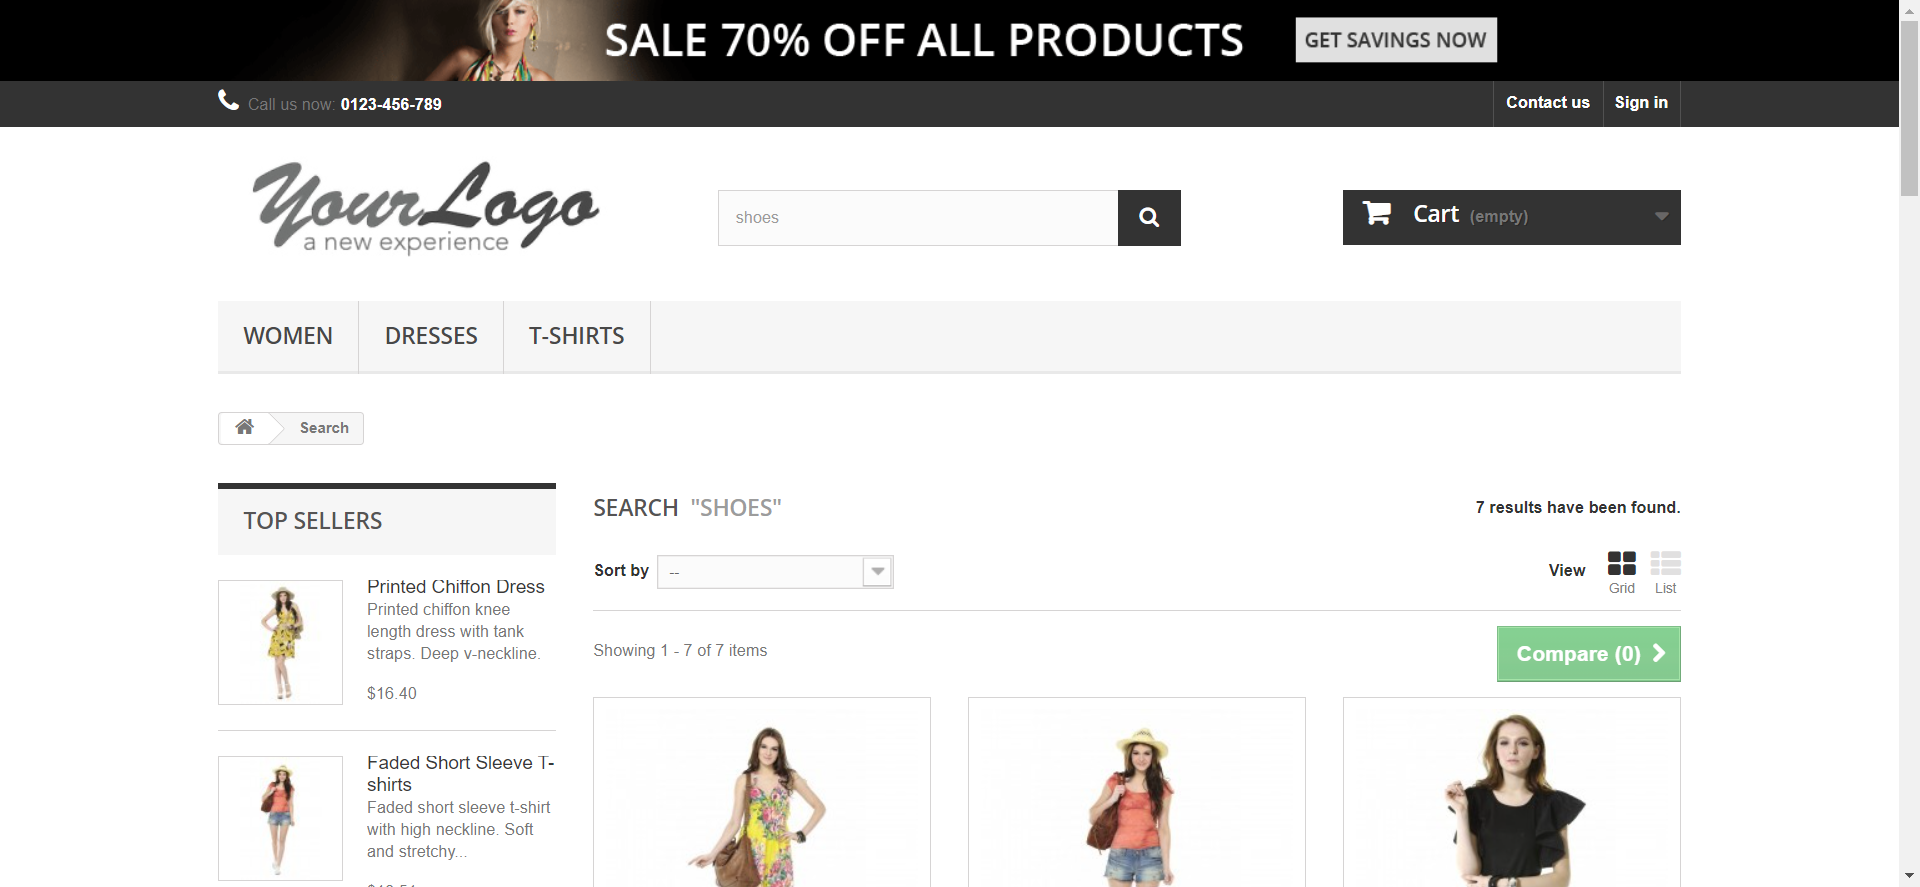 SALE 70% OFF ALL PRODUCTS
GET SAVINGS NOW
Call us now: 0123-456-789
Contact us
Sign in
YourLogo
a new experience
shoes
Cart (empty)
WOMEN
DRESSES
T-SHIRTS
Search
TOP SELLERS
Printed Chiffon Dress
Printed chiffon knee
length dress with tank
straps. Deep v-neckline.
$16.40
Faded Short Sleeve T-
shirts
Faded short sleeve t-shirt
with high neckline. Soft
and stretchy...
SEARCH "SHOES"
7 results have been found.
Sort by --
View
Grid
List
Showing 1 - 7 of 7 items
Compare (0)